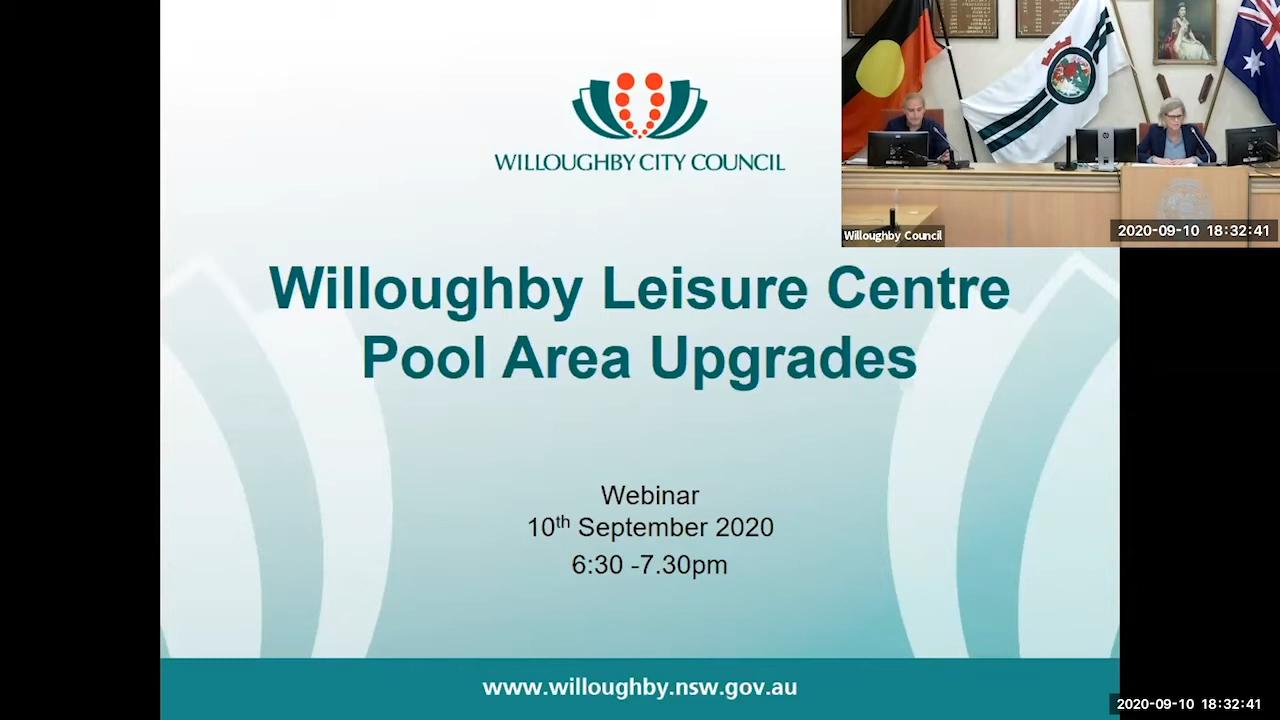 WILLOUGHBY CITY COUNCIL
Willoughby Council
2020-09-10 18:32:41
Willoughby Leisure Centre
Pool Area Upgrades
Webinar
10th September 2020
6:30 -7.30pm
www.willoughby.nsw.gov.au
2020-09-10 18:32:41